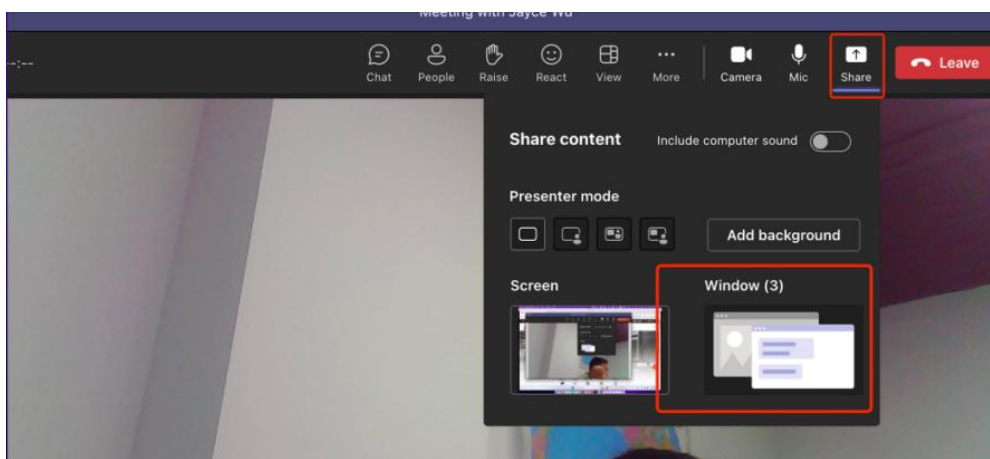 Meeting with Jayce Wu
--:--
Chat People Raise React View More Camera Mic Share Leave
Share content Include computer sound
Presenter mode
Add background
Screen Window (3)